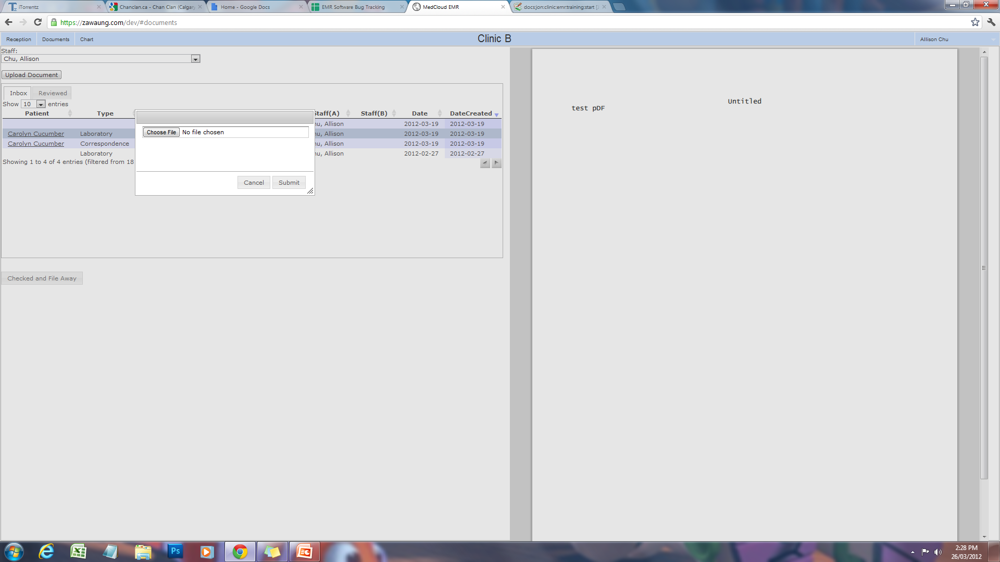 iTorrentz
Chanclan.ca - Chan Clan (Calgary
Home - Google Docs
EMR Software Bug Tracking
MedCloud EMR
docs:jon:clinic:emr:training:start [
https://zawaung.com/dev/#documents
Reception Documents Chart
Clinic B
Allison Chu
Staff:
Chu, Allison
Upload Document
Inbox Reviewed
Show 10 entries
Patient Type Staff(A) Staff(B) Date DateCreated
hu, Allison 2012-03-19 2012-03-19
Carolyn Cucumber Laboratory hu, Allison 2012-03-19 2012-03-19
Carolyn Cucumber Correspondence hu, Allison 2012-03-19 2012-03-19
Laboratory hu, Allison 2012-02-27 2012-02-27
Showing 1 to 4 of 4 entries (filtered from 18
Choose File No file chosen
Cancel Submit
Checked and File Away
Untitled
test pDF
Ps
2:28 PM
26/03/2012